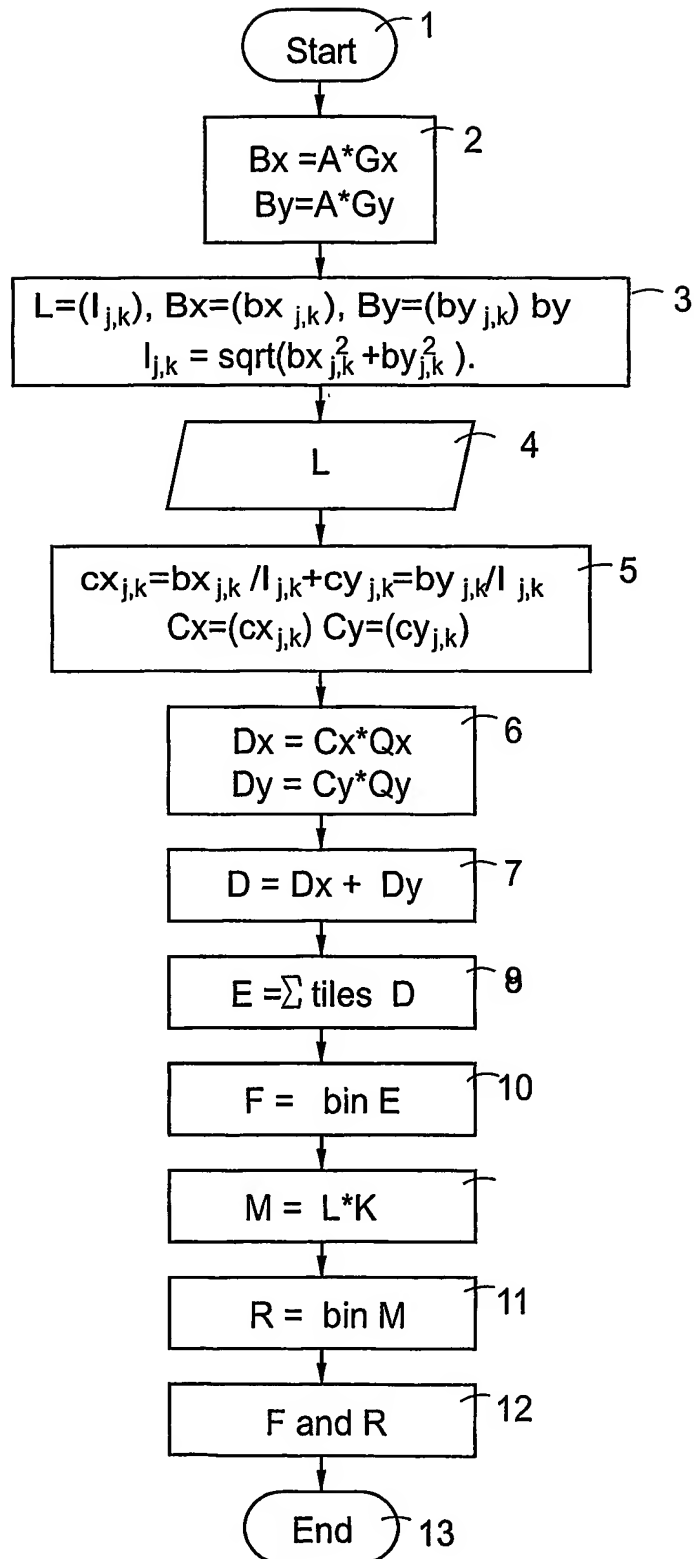 Start 1
Bx =A*Gx 2
By=A*Gy
L=(l j,k), Bx=(bx j,k), By=(by j,k) by 3
l j,k = sqrt(bx j,k 2 +by j,k 2 ).
L 4
cx j,k=bx j,k /l j,k+cy j,k=by j,k/l j,k 5
Cx=(cx j,k) Cy=(cy j,k)
Dx = Cx*Qx 6
Dy = Cy*Qy
D = Dx + Dy 7
E =∑ tiles D
F = bin E 10
M = L*K
R = bin M 11
F and R 12
End 13